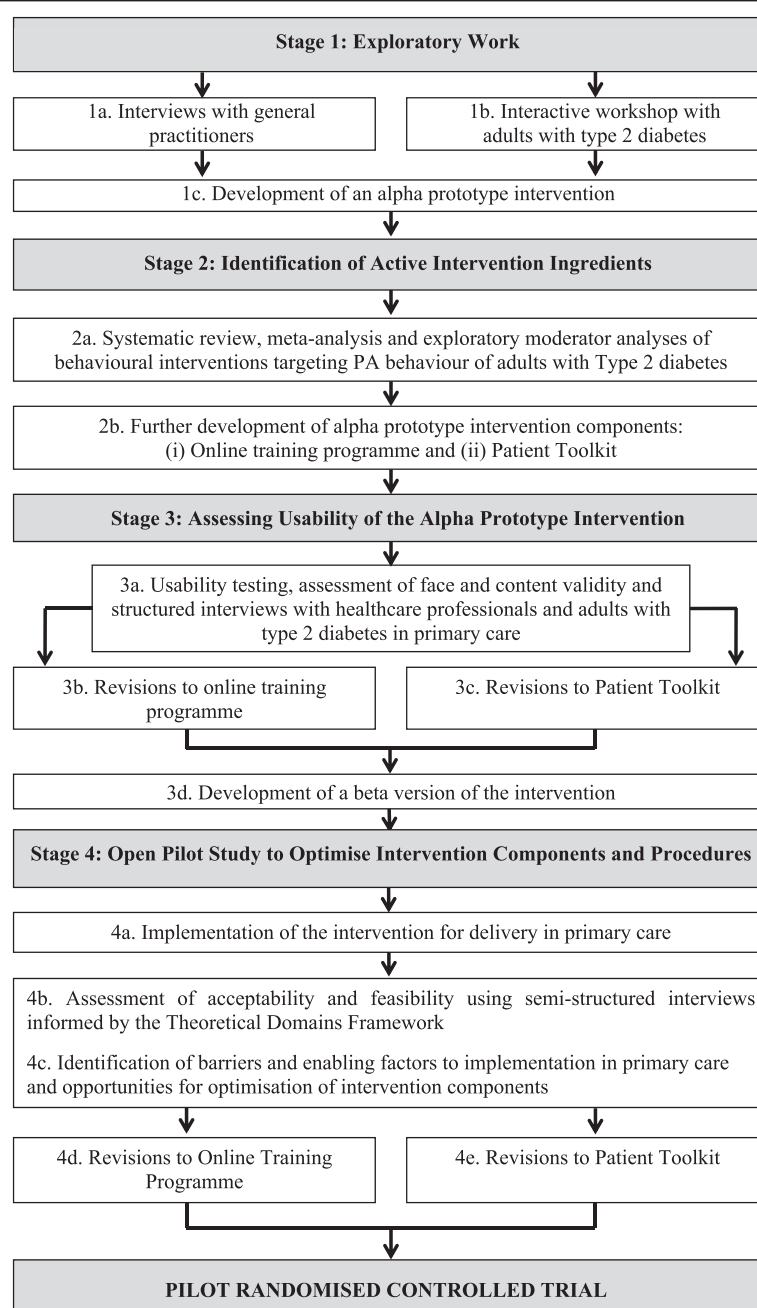 Stage 1: Exploratory Work
1a. Interviews with general
practitioners
1b. Interactive workshop with
adults with type 2 diabetes
1c. Development of an alpha prototype intervention
Stage 2: Identification of Active Intervention Ingredients
2a. Systematic review, meta-analysis and exploratory moderator analyses of
behavioural interventions targeting PA behaviour of adults with Type 2 diabetes
2b. Further development of alpha prototype intervention components:
(i) Online training programme and (ii) Patient Toolkit
Stage 3: Assessing Usability of the Alpha Prototype Intervention
3a. Usability testing, assessment of face and content validity and
structured interviews with healthcare professionals and adults with
type 2 diabetes in primary care
3b. Revisions to online training
programme
3c. Revisions to Patient Toolkit
3d. Development of a beta version of the intervention
Stage 4: Open Pilot Study to Optimise Intervention Components and Procedures
4a. Implementation of the intervention for delivery in primary care
4b. Assessment of acceptability and feasibility using semi-structured interviews
informed by the Theoretical Domains Framework
4c. Identification of barriers and enabling factors to implementation in primary care
and opportunities for optimisation of intervention components
4d. Revisions to Online Training
Programme
4e. Revisions to Patient Toolkit
PILOT RANDOMISED CONTROLLED TRIAL